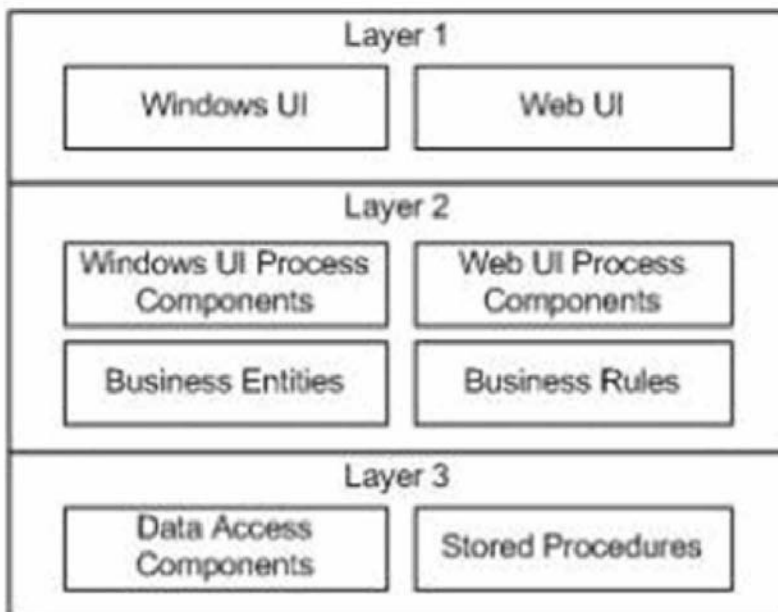 Layer 1
Windows UI
Web UI
Layer 2
Windows UI Process
Components
Web UI Process
Components
Business Entities
Business Rules
Layer 3
Data Access
Components
Stored Procedures